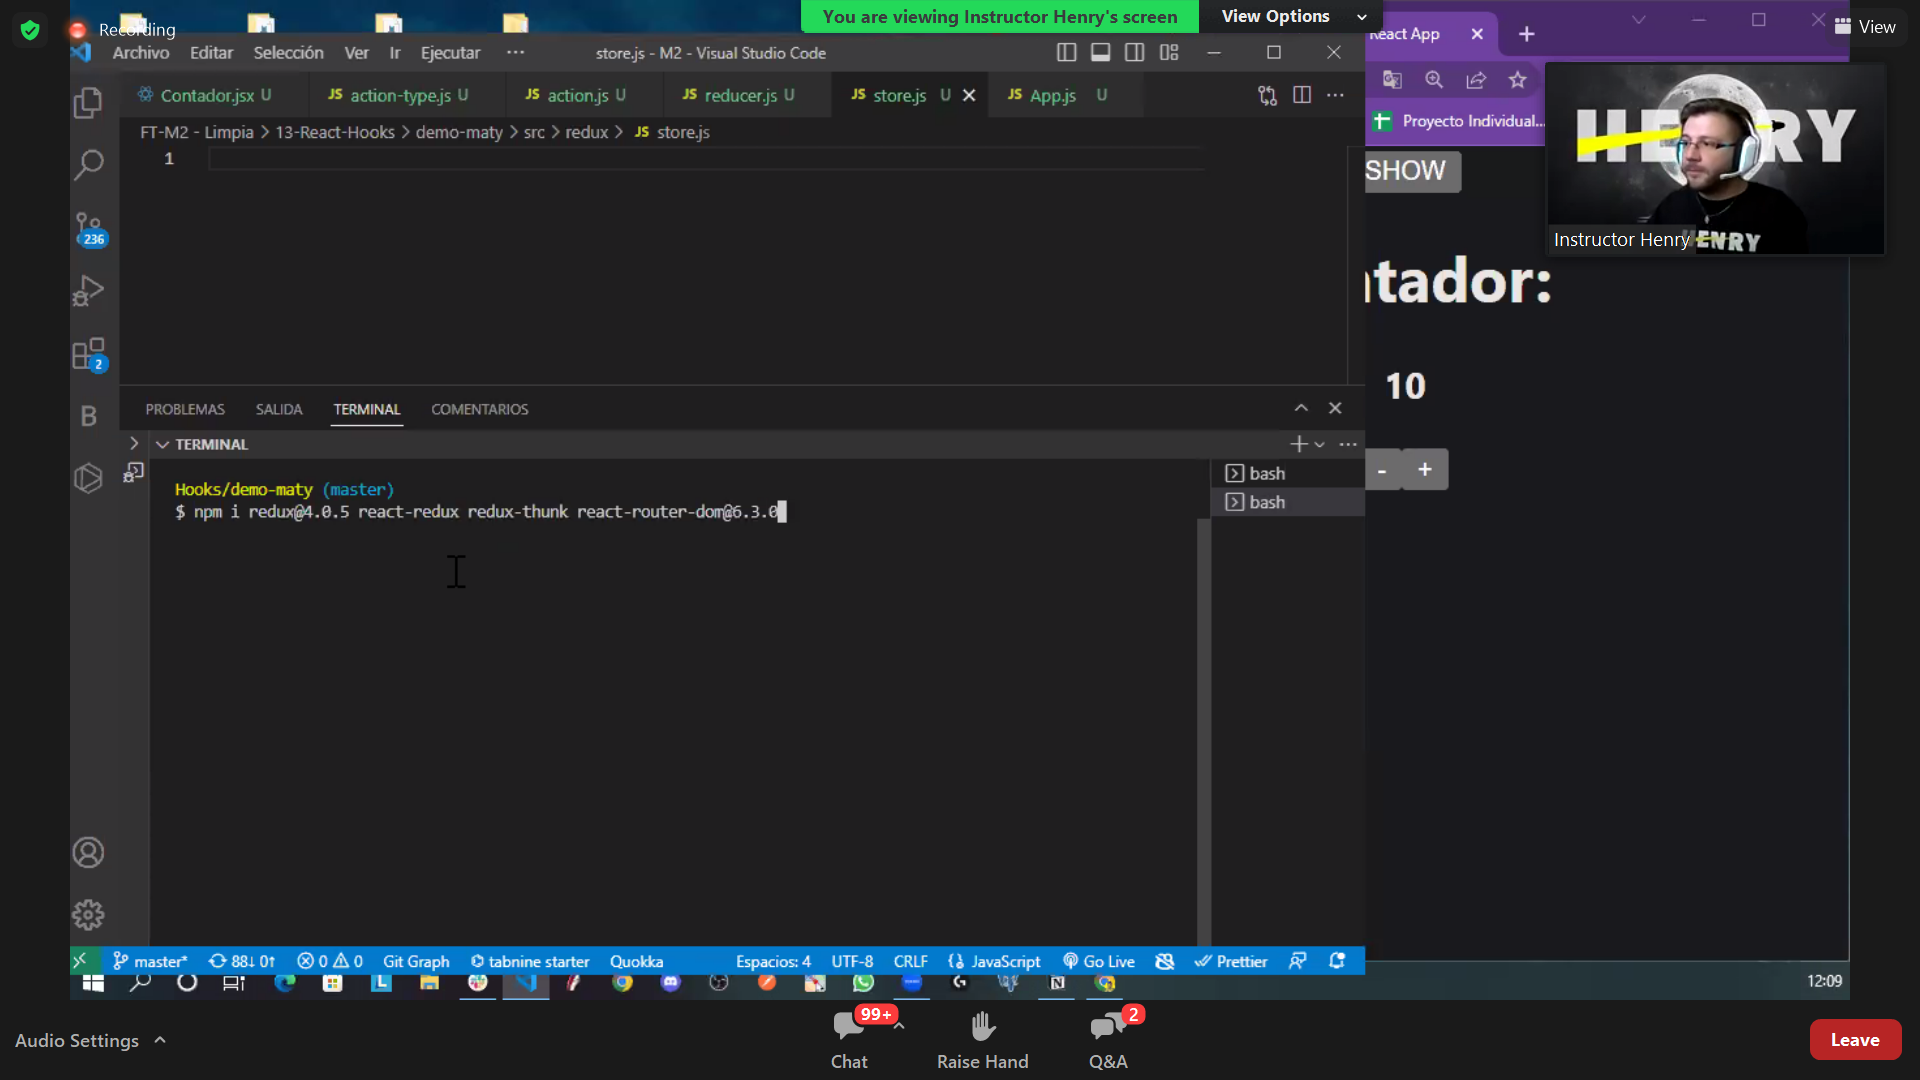 Recording
You are viewing Instructor Henry's screen
View Options
View
Archivo Editar Selección Ver Ir Ejecutar ···
store.js - M2 - Visual Studio Code
React App
Contador.jsx U
JS action-type.js U
JS action.js U
JS reducer.js U
JS store.js U
JS App.js U
Proyecto Individual...
FT-M2 - Limpia > 13-React-Hooks > demo-maty > src > redux > JS store.js
1
SHOW
HENRY
HENRY
Instructor Henry
236
ntador:
2
10
B
PROBLEMAS SALIDA TERMINAL COMENTARIOS
TERMINAL
bash
bash
- +
Hooks/demo-maty (master)
$ npm i redux@4.0.5 react-redux redux-thunk react-router-dom@6.3.0
master* 88↓ 0↑ 0 0 Git Graph tabnine starter Quokka Espacios: 4 UTF-8 CRLF {} JavaScript Go Live Prettier
12:09
Audio Settings
99+
Chat
Raise Hand
2
Q&A
Leave